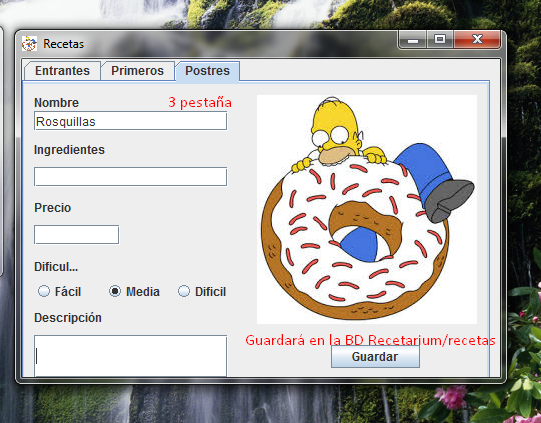 Recetas
Entrantes Primeros Postres
Nombre 3 pestaña
Rosquillas
Ingredientes
Precio
Dificul...
Fácil Media Dificil
Descripción
Guardará en la BD Recetarium/recetas
Guardar